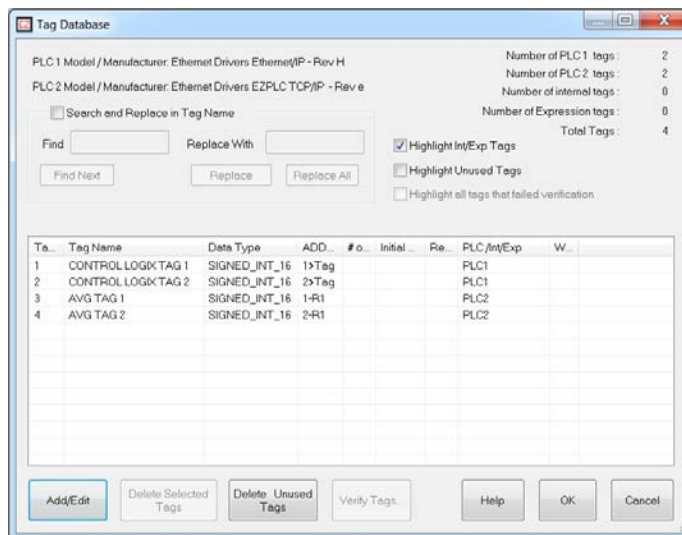 Tag Database
PLC 1 Model / Manufacturer: Ethernet Drivers Ethernet/IP - Rev H
PLC 2 Model / Manufacturer: Ethernet Drivers EZPLC TCP/IP - Rev e
Number of PLC 1 tags : 2
Number of PLC 2 tags : 2
Number of internal tags : 0
Number of Expression tags : 0
Total Tags : 4
Search and Replace in Tag Name
Find Replace With
Find Next Replace Replace All
Highlight Int/Exp Tags
Highlight Unused Tags
Highlight all tags that failed verification
Ta... Tag Name Data Type ADD... # o... Initial ... Re... PLC/Int/Exp W...
1 CONTROL LOGIX TAG 1 SIGNED_INT_16 1>Tag PLC1
2 CONTROL LOGIX TAG 2 SIGNED_INT_16 2>Tag PLC1
3 AVG TAG 1 SIGNED_INT_16 1-R1 PLC2
4 AVG TAG 2 SIGNED_INT_16 2-R1 PLC2
Add/Edit Delete Selected Tags Delete Unused Tags Verify Tags... Help OK Cancel